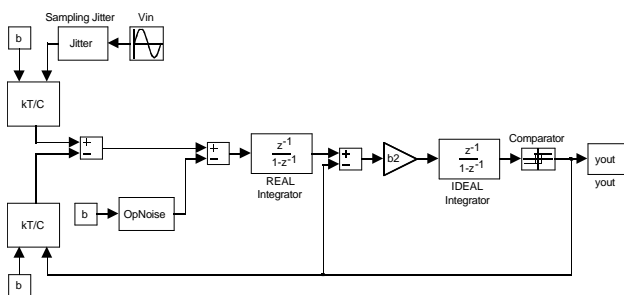 Sampling Jitter
Vin
b
Jitter
kT/C
z-1
1-z-1
REAL
Integrator
b2
z-1
1-z-1
IDEAL
Integrator
Comparator
yout
yout
b
OpNoise
kT/C
b